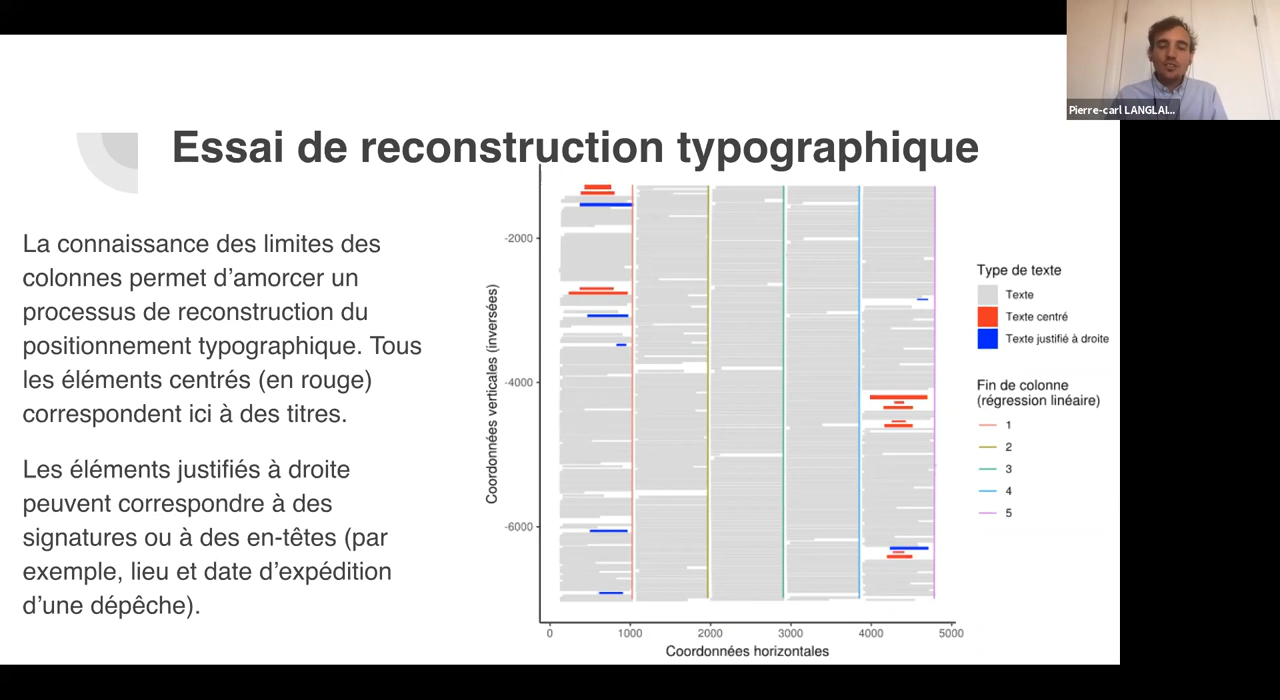 Pierre-carl LANGLAI...
Essai de reconstruction typographique
La connaissance des limites des
colonnes permet d'amorcer un
processus de reconstruction du
positionnement typographique. Tous
les éléments centrés (en rouge)
correspondent ici à des titres.
Les éléments justifiés à droite
peuvent correspondre à des
signatures ou à des en-têtes (par
exemple, lieu et date d'expédition
d'une dépêche).
Coordonnées verticales (inversées)
-2000
-4000
-6000
0 1000 2000 3000 4000 5000
Coordonnées horizontales
Type de texte
Texte
Texte centré
Texte justifié à droite
Fin de colonne
(régression linéaire)
1
2
3
4
5